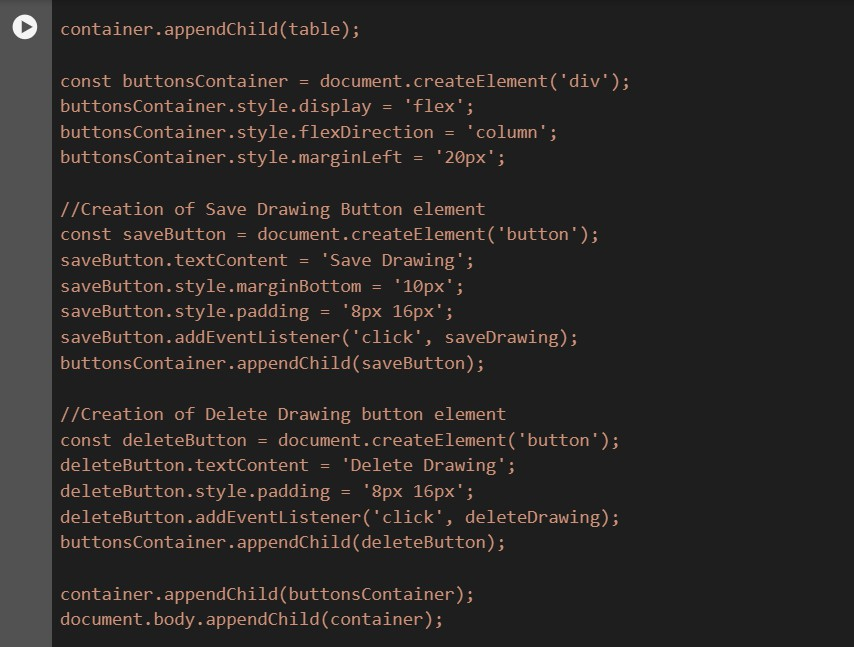 container.appendChild(table);
const buttonsContainer = document.createElement('div');
buttonsContainer.style.display = 'flex';
buttonsContainer.style.flexDirection = 'column';
buttonsContainer.style.marginLeft = '20px';
//Creation of Save Drawing Button element
const saveButton = document.createElement('button');
saveButton.textContent = 'Save Drawing';
saveButton.style.marginBottom = '10px';
saveButton.style.padding = '8px 16px';
saveButton.addEventListener('click', saveDrawing);
buttonsContainer.appendChild(saveButton);
//Creation of Delete Drawing button element
const deleteButton = document.createElement('button');
deleteButton.textContent = 'Delete Drawing';
deleteButton.style.padding = '8px 16px';
deleteButton.addEventListener('click', deleteDrawing);
buttonsContainer.appendChild(deleteButton);
container.appendChild(buttonsContainer);
document.body.appendChild(container);